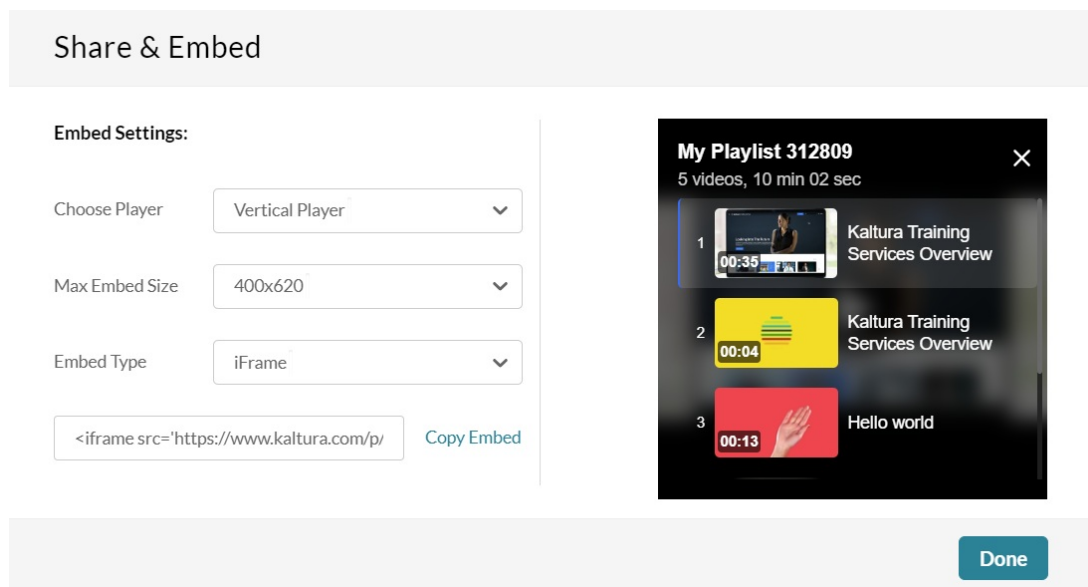 Share & Embed
Embed Settings:
Choose Player
Vertical Player
Max Embed Size
400x620
Embed Type
iFrame
<iframe src='https://www.kaltura.com/p/
Copy Embed
My Playlist 312809
5 videos, 10 min 02 sec
1
00:35
Kaltura Training
Services Overview
2
00:04
Kaltura Training
Services Overview
3
00:13
Hello world
Done